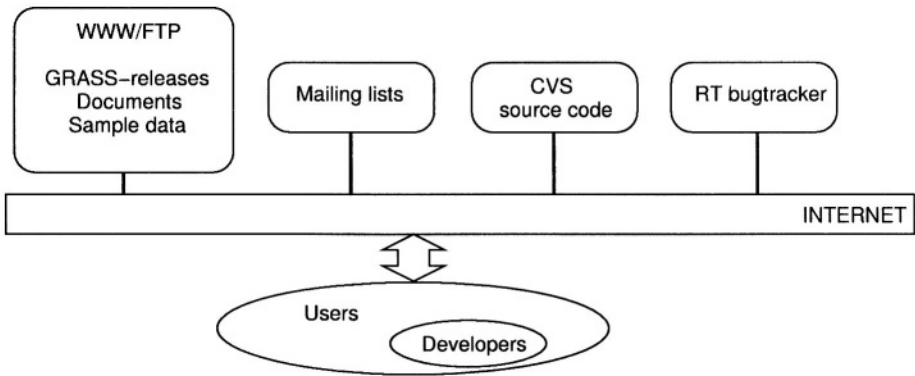 WWW/FTP
GRASS–releases
Documents
Sample data
Mailing lists
CVS
source code
RT bugtracker
INTERNET
Users
Developers